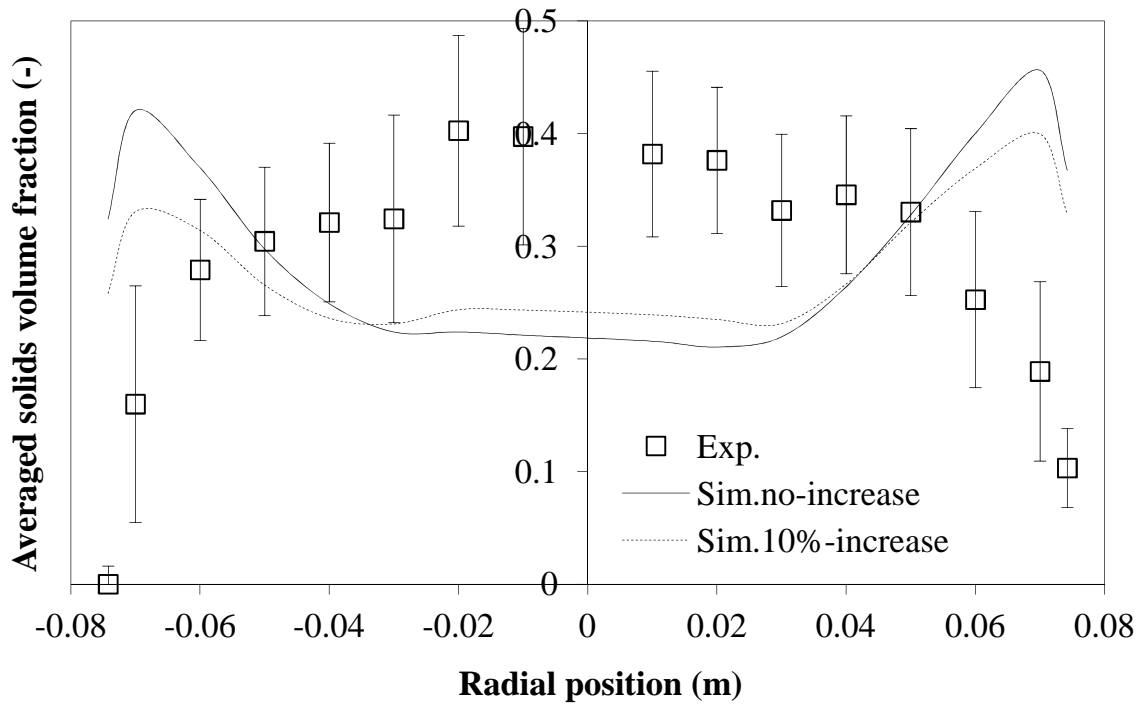 Averaged solids volume fraction (-)
0.5
0.4
0.3
0.2
0.1
0
Exp.
Sim.no-increase
Sim.10%-increase
-0.08 -0.06 -0.04 -0.02 0 0.02 0.04 0.06 0.08
Radial position (m)